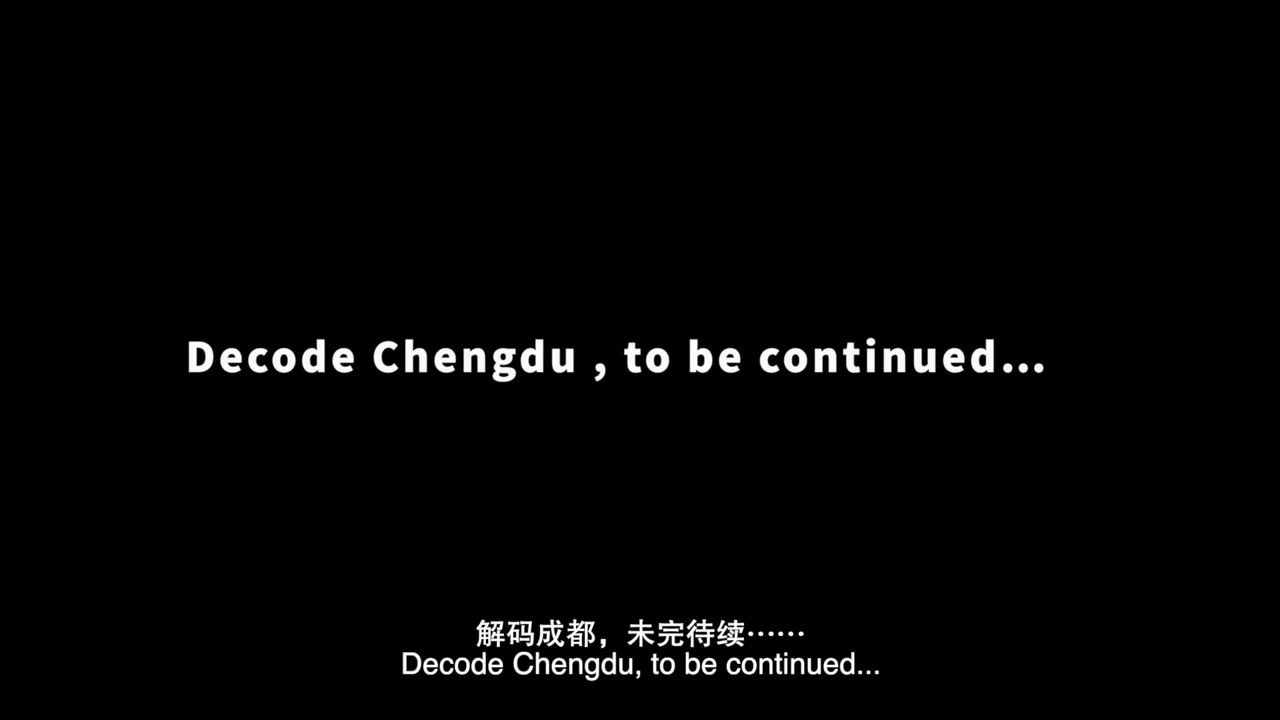 Decode Chengdu , to be continued...
解码成都，未完待续……
Decode Chengdu, to be continued...